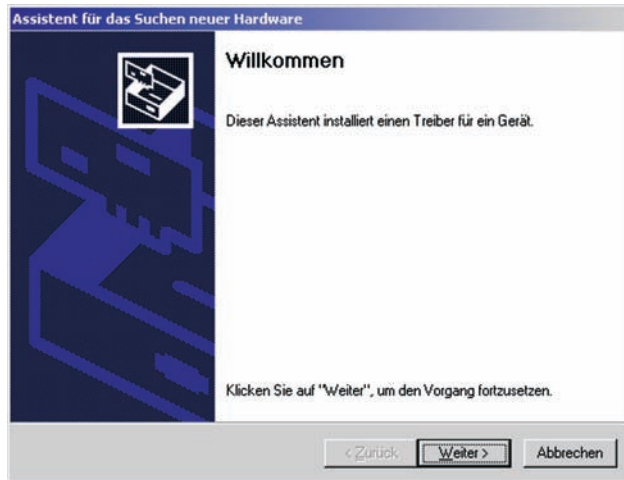 Assistent für das Suchen neuer Hardware
Willkommen
Dieser Assistent installiert einen Treiber für ein Gerät.
Klicken Sie auf "Weiter", um den Vorgang fortzusetzen.
< Zurück Weiter > Abbrechen